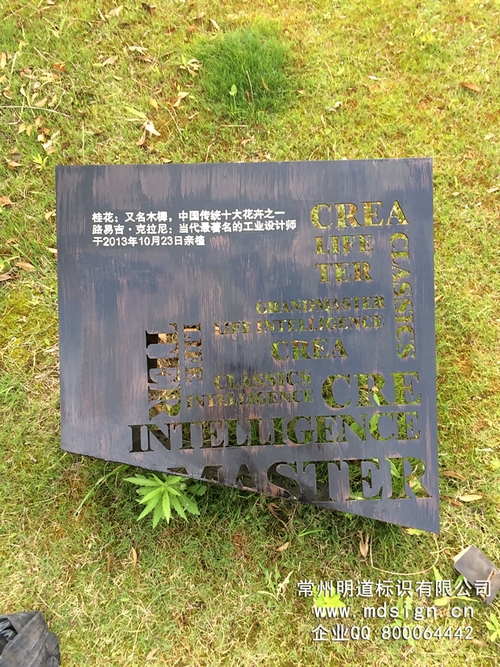 桂花：又名木樨，中国传统十大花卉之一
路易吉·克拉尼：当代最著名的工业设计师
于2013年10月23日亲植
CREA
LIFE
TER
CLASSICS
GRANDMASTER
LIFE INTELLIGENCE
CREA
LIFE
TER
CLASSICS
INTELLIGENCE
CRE
INTELLIGENCE
MASTER
常州明道标识有限公司
www.mdsign.cn
企业QQ:800064442